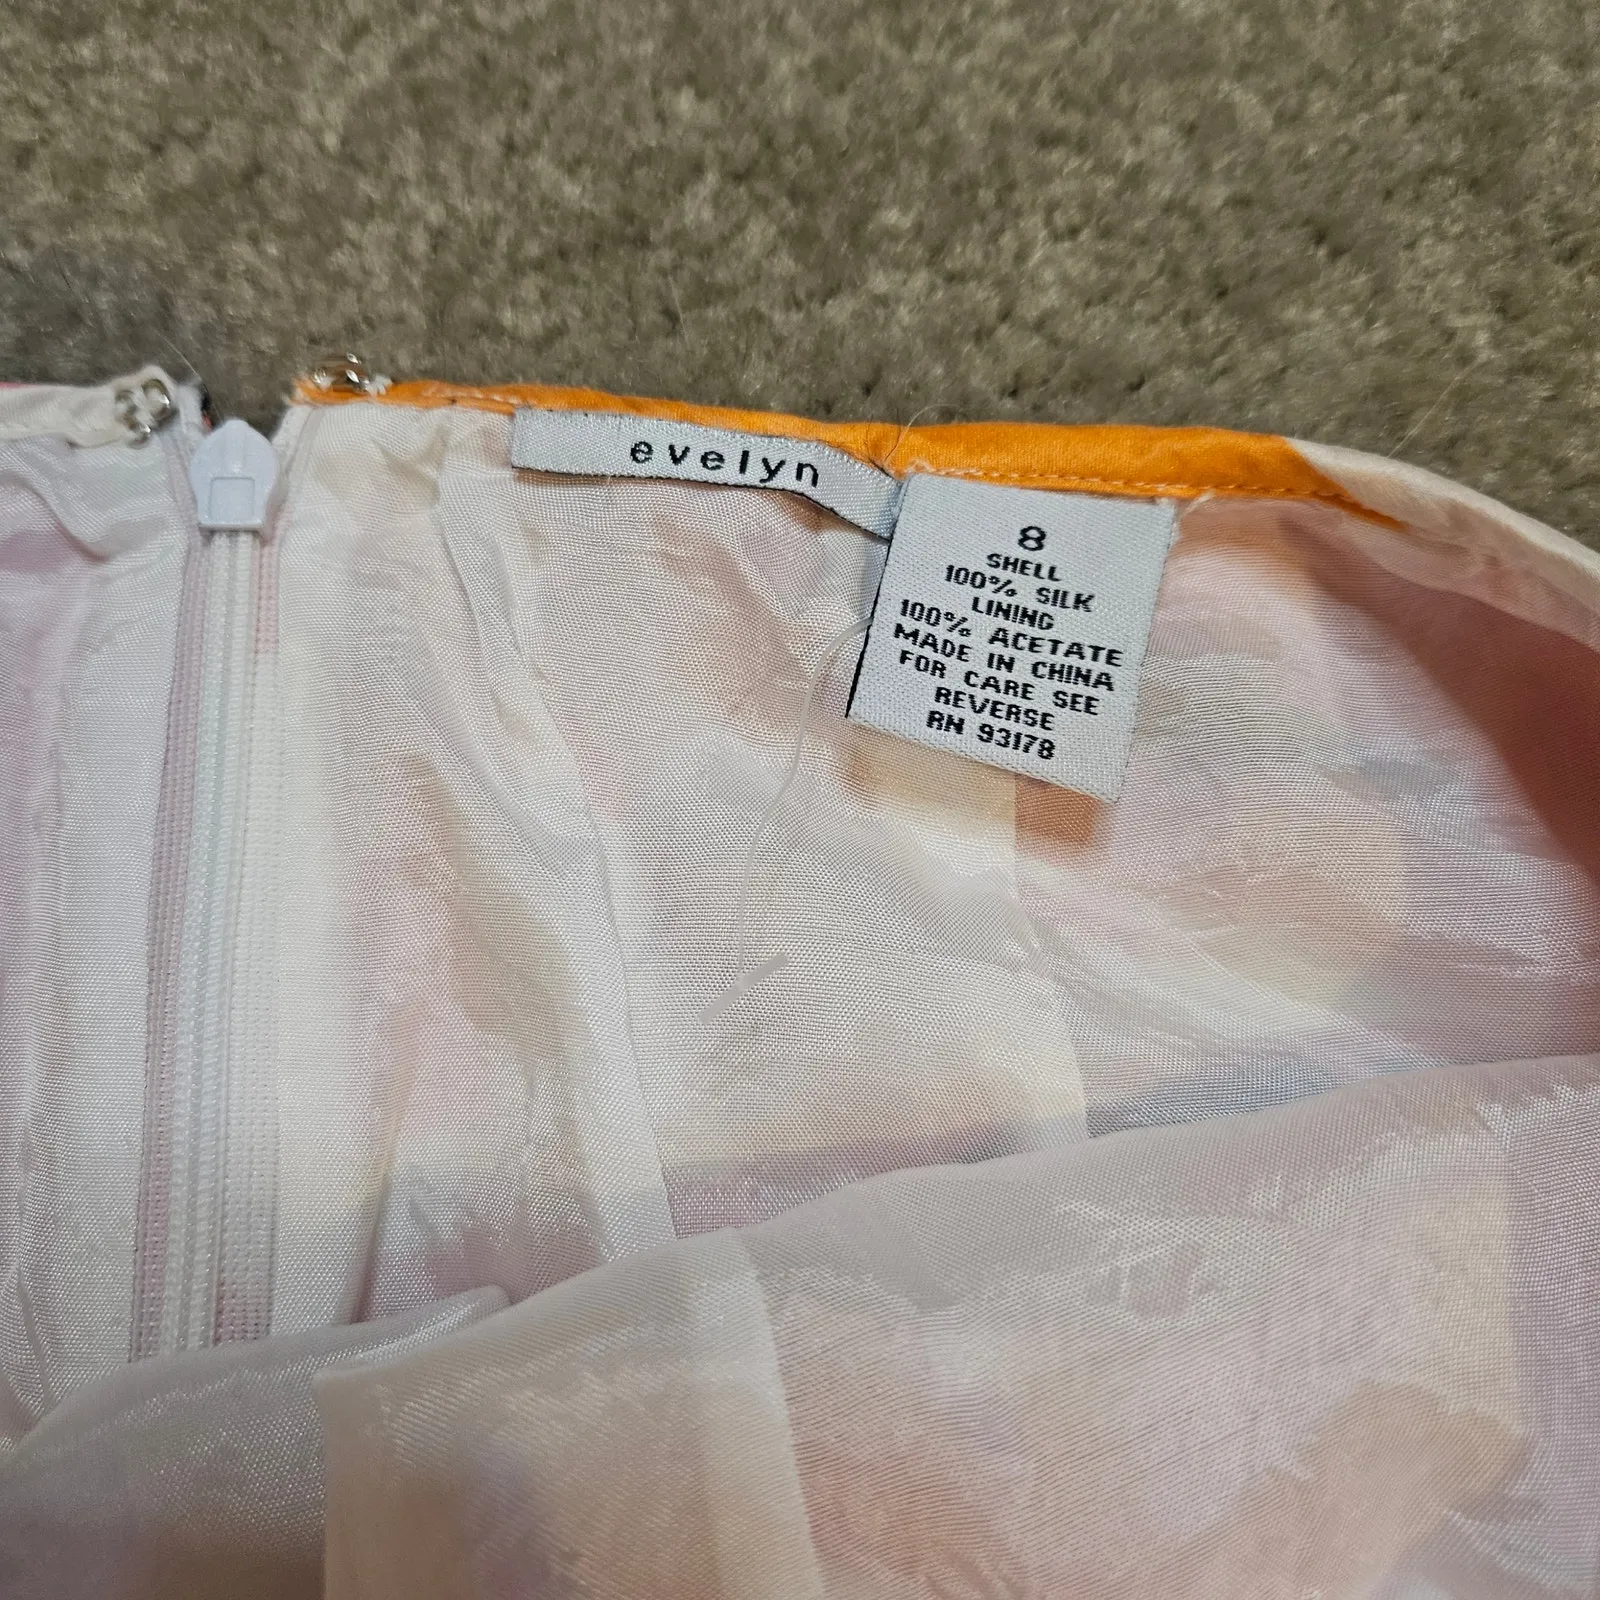 evelyn
8
SHELL
100% SILK
LINING
100% ACETATE
MADE IN CHINA
FOR CARE SEE
REVERSE
RN 93178